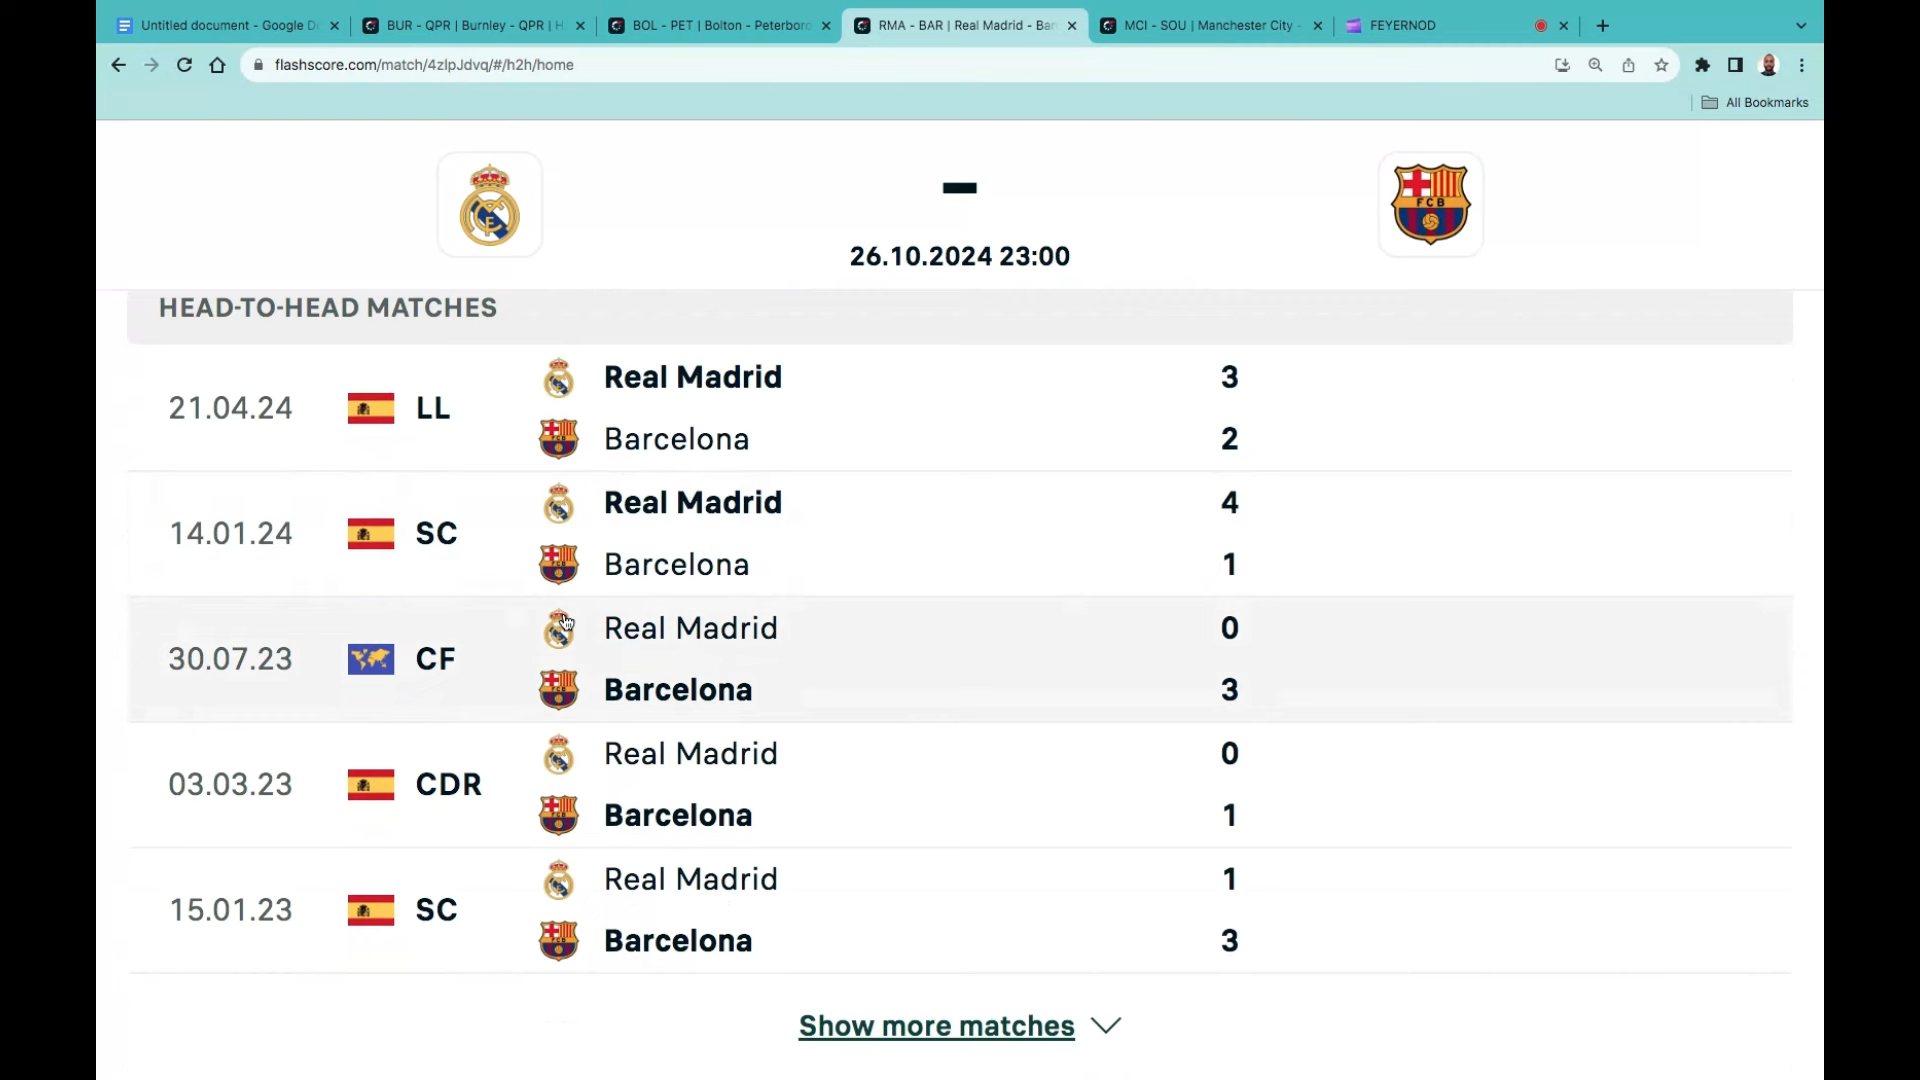 Untitled document - Google D
BUR - QPR | Burnley - QPR | H
BOL - PET | Bolton - Peterboro
RMA - BAR | Real Madrid - Bar
MCI - SOU | Manchester City -
FEYERNOD
flashscore.com/match/4zlpJdvq/#/h2h/home
All Bookmarks
FCB
26.10.2024 23:00
HEAD-TO-HEAD MATCHES
21.04.24 LL Real Madrid 3
Barcelona 2
14.01.24 SC Real Madrid 4
Barcelona 1
30.07.23 CF Real Madrid 0
Barcelona 3
03.03.23 CDR Real Madrid 0
Barcelona 1
15.01.23 SC Real Madrid 1
Barcelona 3
Show more matches